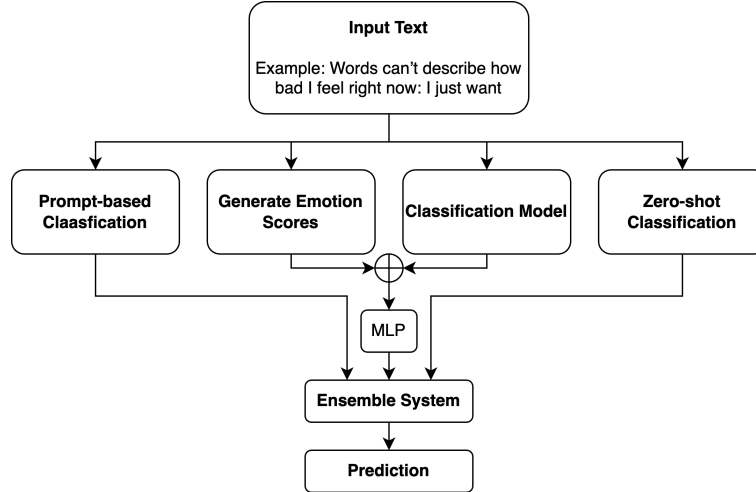 Input Text
Example: Words can’t describe how
bad I feel right now: I just want
Prompt-based
Claasfication
Generate Emotion
Scores
Classification Model
Zero-shot
Classification
MLP
Ensemble System
Prediction